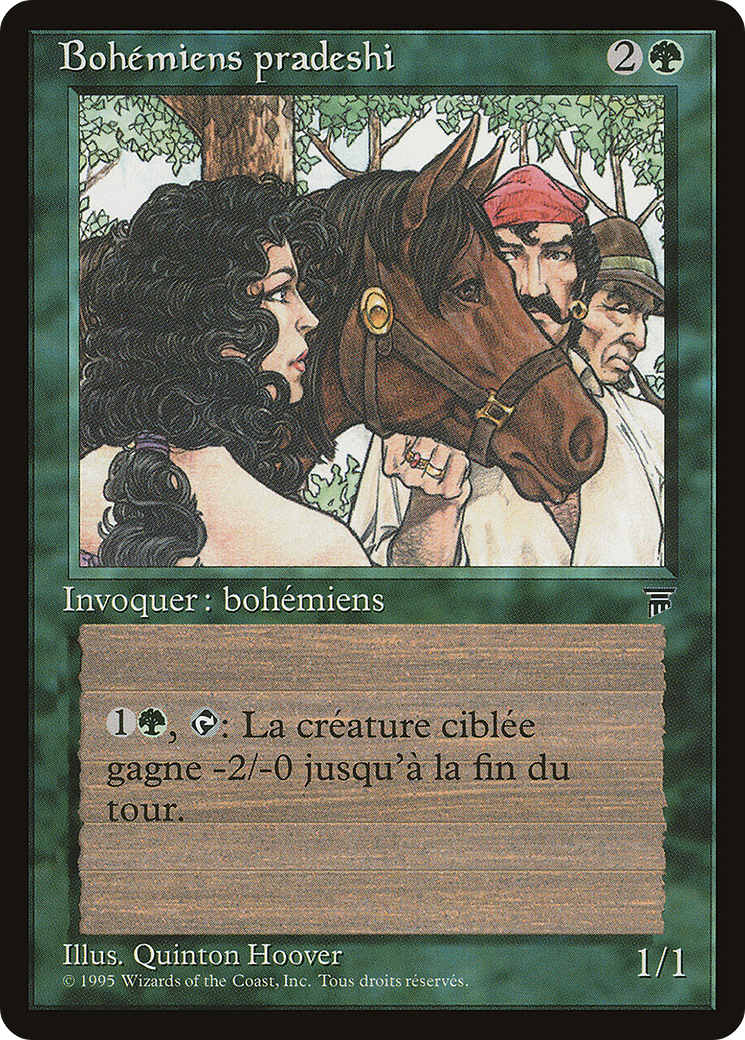 Bohémiens pradeshi 2
Invoquer : bohémiens
1, : La créature ciblée
gagne -2/-0 jusqu'à la fin du
tour.
Illus. Quinton Hoover
1/1
© 1995 Wizards of the Coast, Inc. Tous droits réservés.